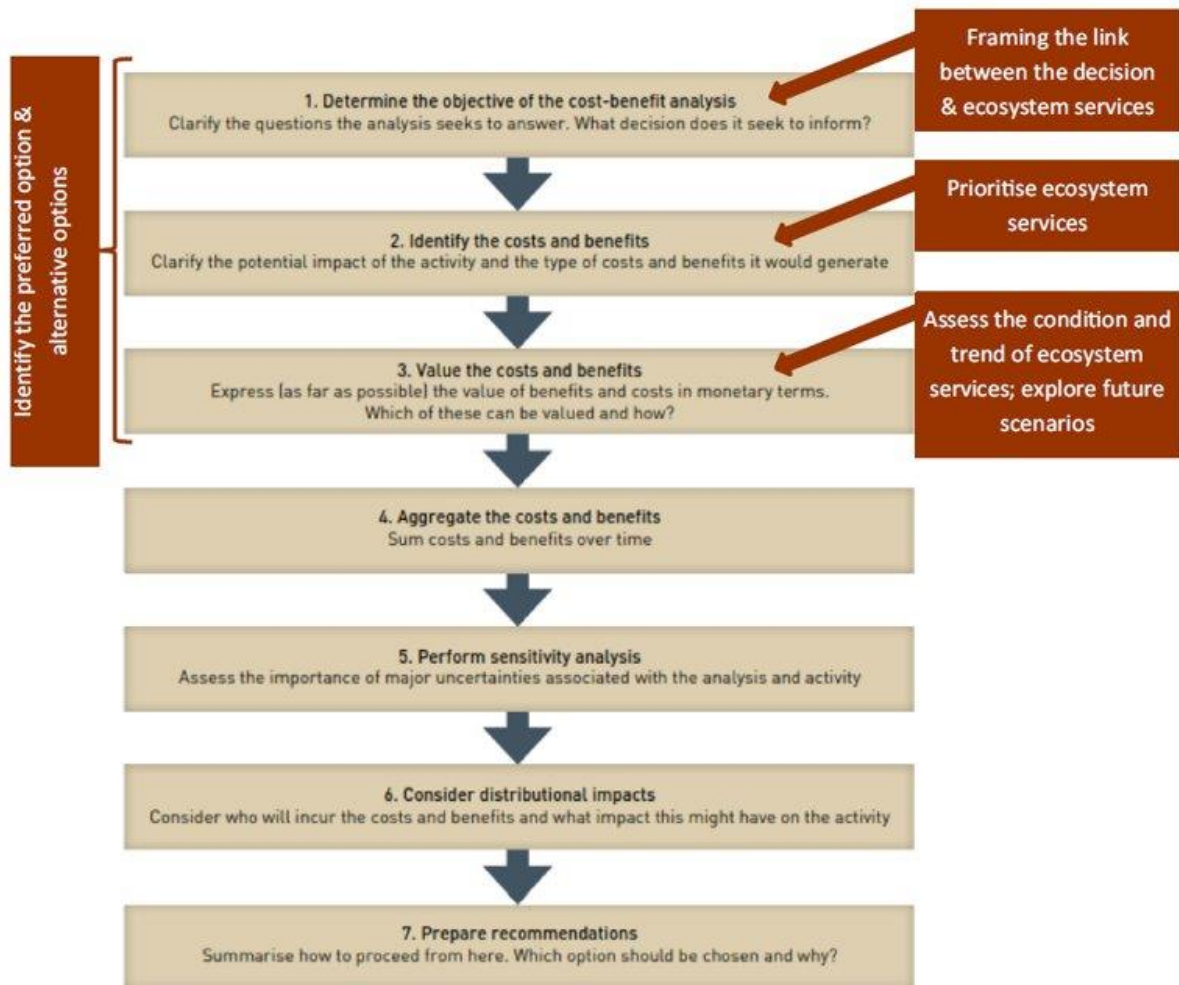 Identify the preferred option &
alternative options
Framing the link
between the decision
& ecosystem services
1. Determine the objective of the cost-benefit analysis
Clarify the questions the analysis seeks to answer. What decision does it seek to inform?
Prioritise ecosystem
services
2. Identify the costs and benefits
Clarify the potential impact of the activity and the type of costs and benefits it would generate
Assess the condition and
trend of ecosystem
services; explore future
scenarios
3. Value the costs and benefits
Express (as far as possible) the value of benefits and costs in monetary terms.
Which of these can be valued and how?
4. Aggregate the costs and benefits
Sum costs and benefits over time
5. Perform sensitivity analysis
Assess the importance of major uncertainties associated with the analysis and activity
6. Consider distributional impacts
Consider who will incur the costs and benefits and what impact this might have on the activity
7. Prepare recommendations
Summarise how to proceed from here. Which option should be chosen and why?